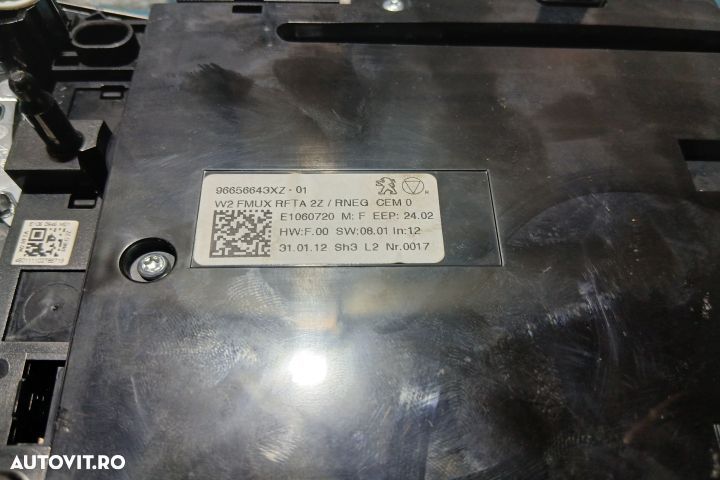 96656643XZ - 01
W2 FMUX RFTA 2Z / RNEG CEM 0
E1060720 M: F EEP: 24.02
HW:F.00 SW:08.01 In:12
31.01.12 Sh3 L2 Nr.0017
AUTOVIT.RO